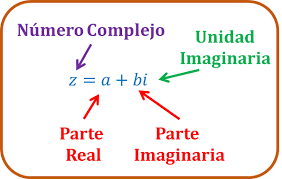 Número Complejo
Unidad
Imaginaria
z = a + bi
Parte
Real
Parte
Imaginaria